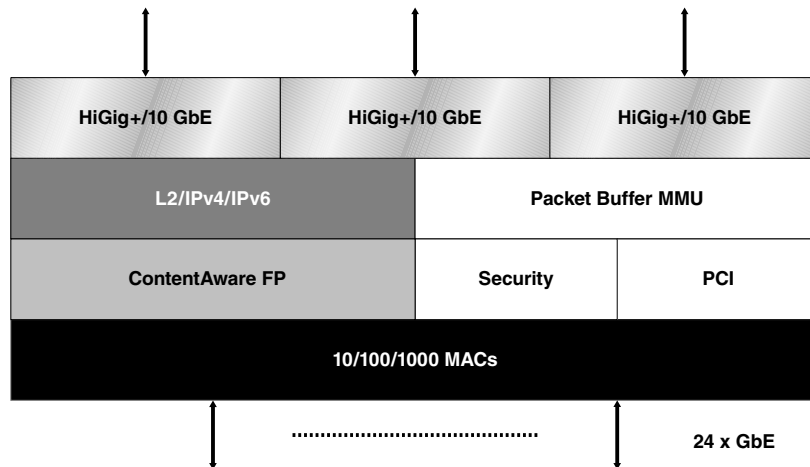 HiGig+/10 GbE
HiGig+/10 GbE
HiGig+/10 GbE
L2/IPv4/IPv6
Packet Buffer MMU
ContentAware FP
Security
PCI
10/100/1000 MACs
24 x GbE